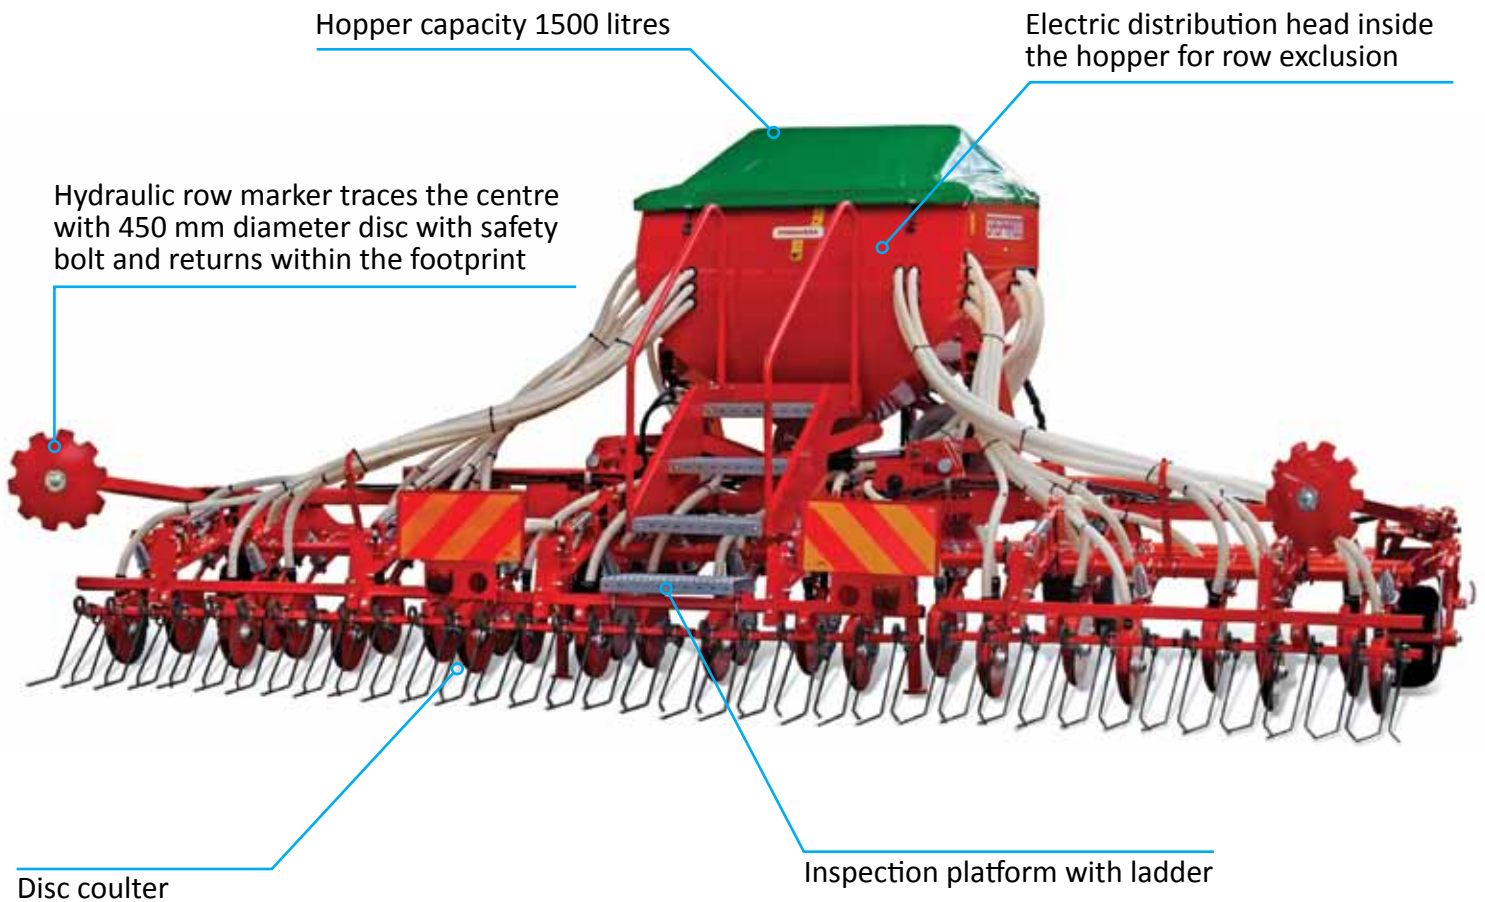 Hopper capacity 1500 litres
Electric distribution head inside
the hopper for row exclusion
Hydraulic row marker traces the centre
with 450 mm diameter disc with safety
bolt and returns within the footprint
Disc coulter
Inspection platform with ladder